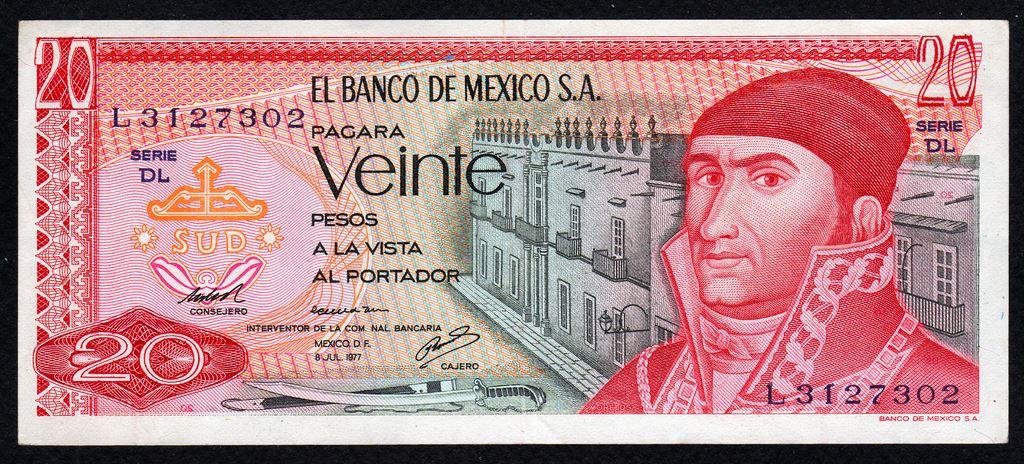 20
20
EL BANCO DE MEXICO S.A.
L 3127302
PAGARA
SERIE
DL
SERIE
DL
Veinte
PESOS
SUD
A LA VISTA
AL PORTADOR
CONSEJERO
INTERVENTOR DE LA COM. NAL. BANCARIA
MEXICO, D. F.
8 JUL. 1977
CAJERO
20
L 3127302
MORELOS
BANCO DE MEXICO S.A.